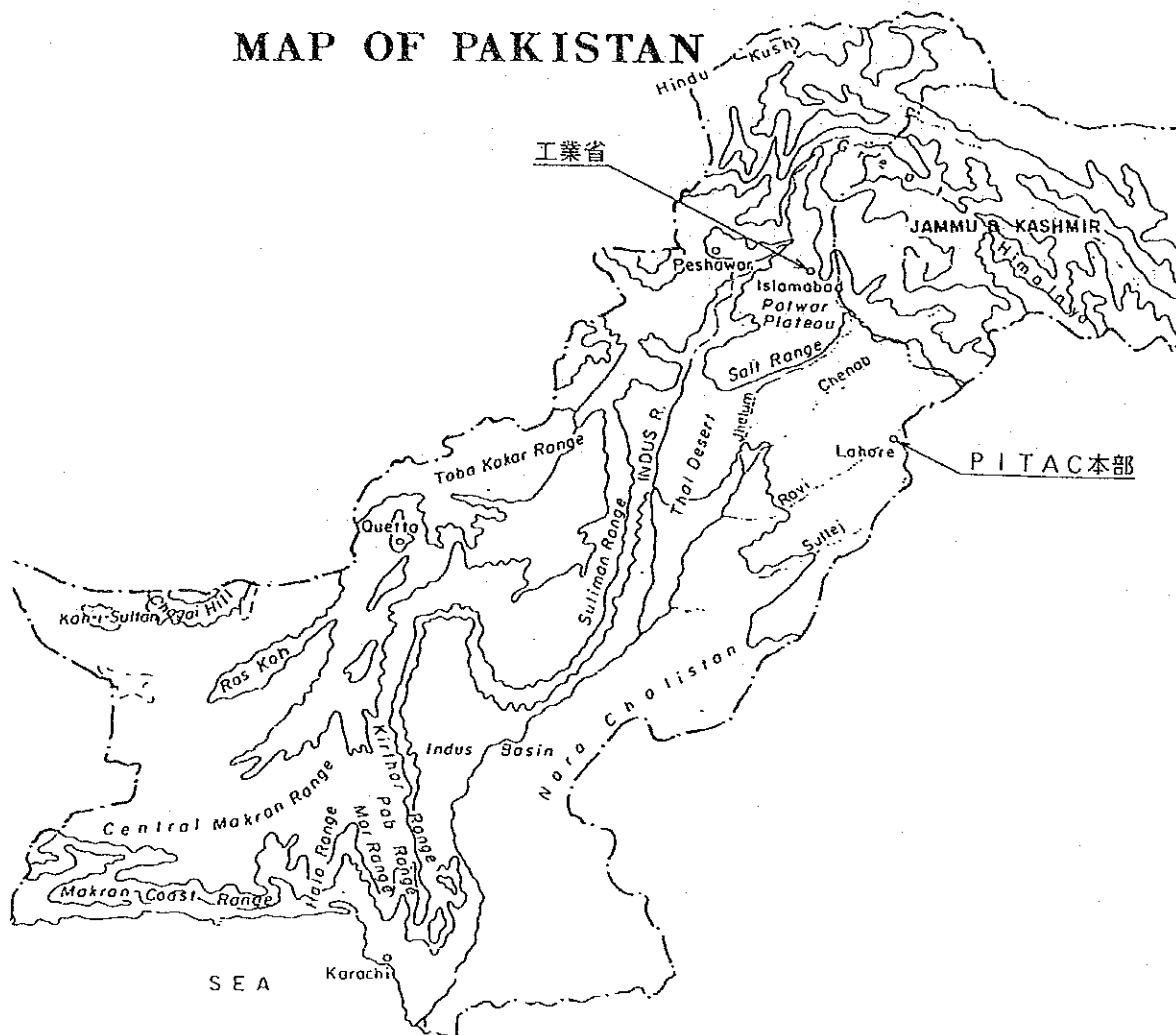 MAP OF PAKISTAN
Hindu Kush
工業省
Great
JAMMU & KASHMIR
Himalaya
Peshawar
Islamabad
Potwar
Plateau
Salt Range
Chenab
Jhelum
INDUS R.
Thal Desert
Lahore
PITAC本部
Toba Kakar Range
Ravi
Quetta
Sutlej
Suliman Range
Chagai Hill
Koh-i-Sultan
Ras Koh
Nara Cholistan
Kirthar Range
Indus Basin
Central Makran Range
Pab Range
Mor Range
Hala Range
Makran Coast Range
Karachi
SEA